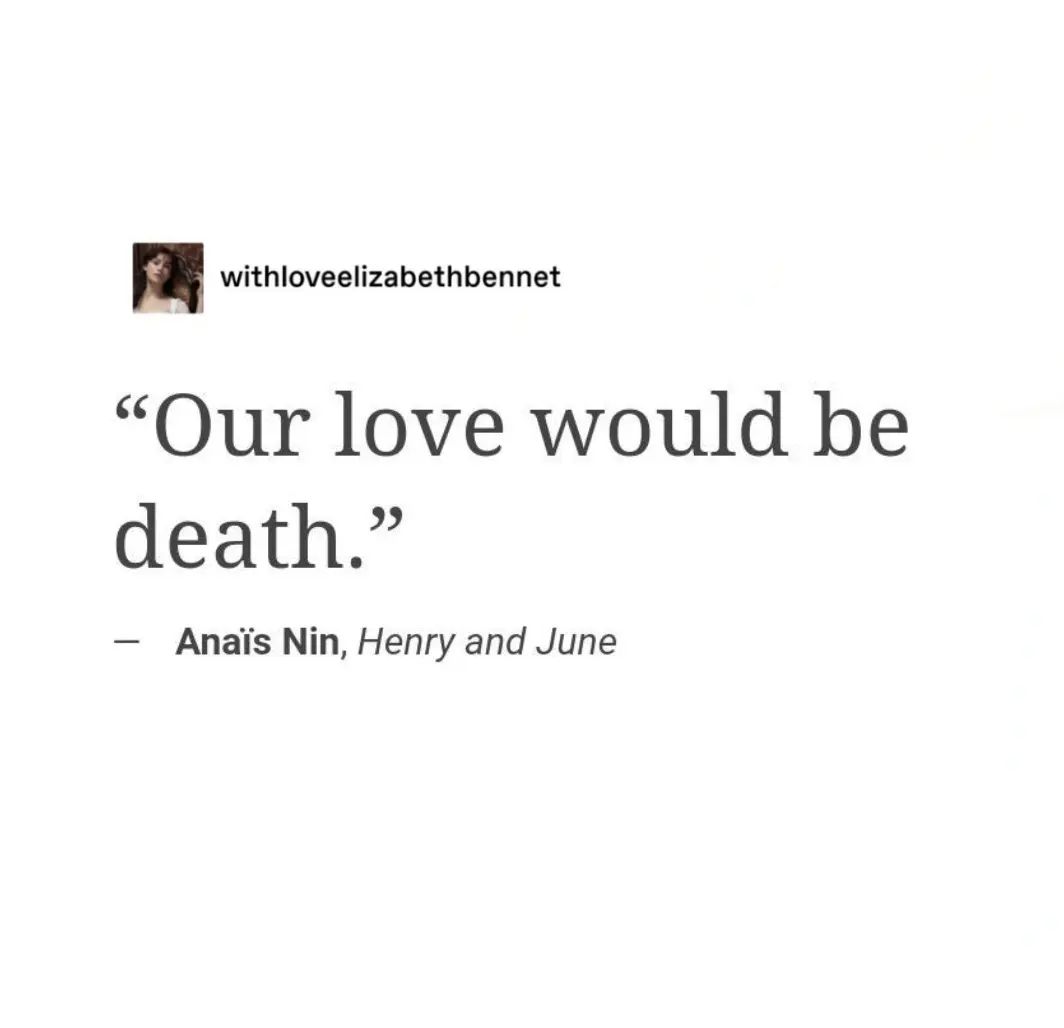 withloveelizabethbennet
“Our love would be
death.”
— Anaïs Nin, Henry and June